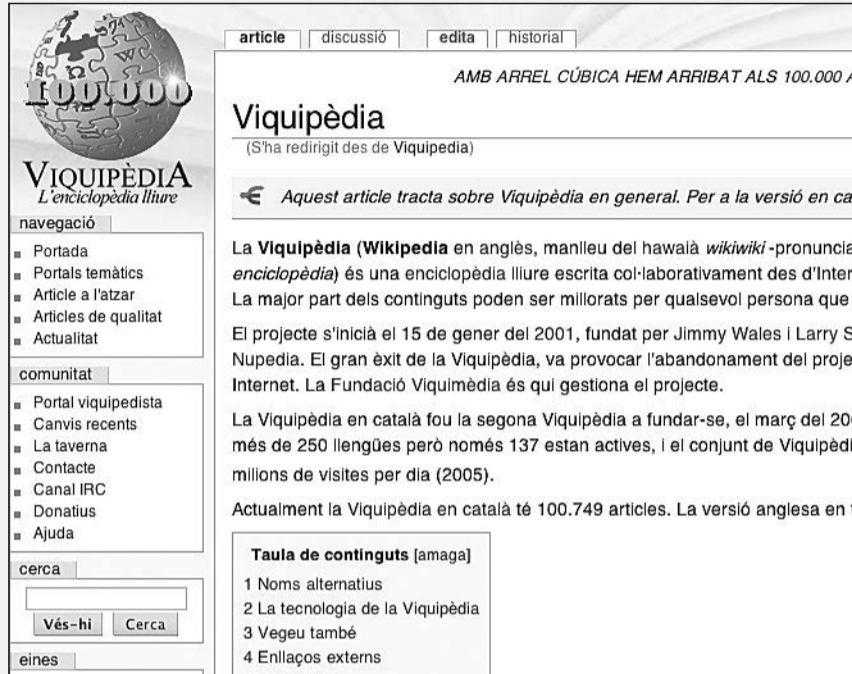 100.000
VIQUIPÈDIA
L'enciclopèdia lliure
navegació
Portada
Portals temàtics
Article a l'atzar
Articles de qualitat
Actualitat
comunitat
Portal viquipedista
Canvis recents
La taverna
Contacte
Canal IRC
Donatius
Ajuda
cerca
Vés-hi Cerca
eines
article discussió edita historial
AMB ARREL CÚBICA HEM ARRIBAT ALS 100.000 A
Viquipèdia
(S'ha redirigit des de Viquipedia)
Aquest article tracta sobre Viquipèdia en general. Per a la versió en ca
La Viquipèdia (Wikipedia en anglès, manlleu del hawaià wikiwiki -pronuncia
enciclopèdia) és una enciclopèdia lliure escrita col·laborativament des d'Inter
La major part dels continguts poden ser millorats per qualsevol persona que
El projecte s'inicià el 15 de gener del 2001, fundat per Jimmy Wales i Larry S
Nupedia. El gran èxit de la Viquipèdia, va provocar l'abandonament del proje
Internet. La Fundació Viquimèdia és qui gestiona el projecte.
La Viquipèdia en català fou la segona Viquipèdia a fundar-se, el març del 20
més de 250 llengües però només 137 estan actives, i el conjunt de Viquipèdi
milions de visites per dia (2005).
Actualment la Viquipèdia en català té 100.749 articles. La versió anglesa en
Taula de continguts [amaga]
1 Noms alternatius
2 La tecnologia de la Viquipèdia
3 Vegeu també
4 Enllaços externs